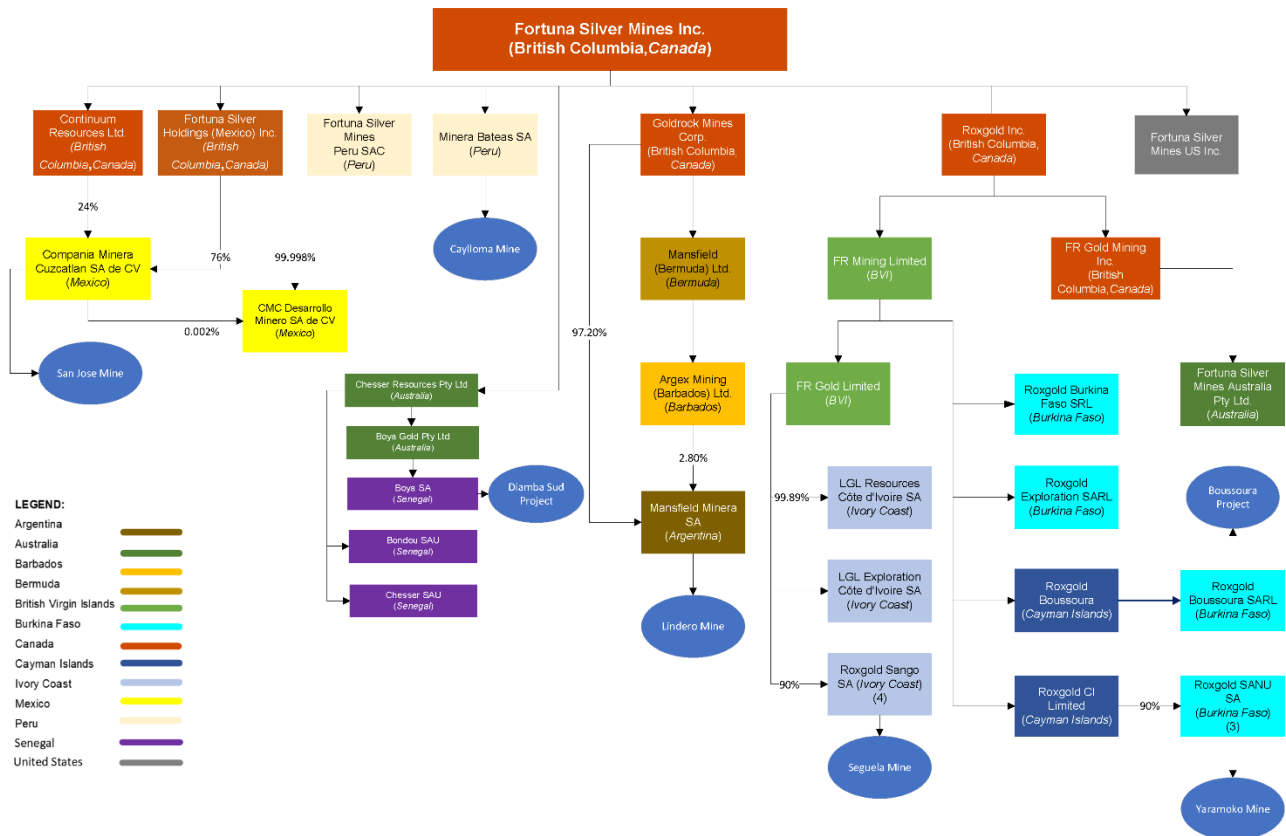 Fortuna Silver Mines Inc.
(British Columbia,Canada)
Continuum
Resources Ltd.
(British
Columbia,Canada)
Fortuna Silver
Holdings (Mexico) Inc.
(British
Columbia,Canada)
Fortuna Silver
Mines
Peru SAC
(Peru)
Minera Bateas SA
(Peru)
Goldrock Mines
Corp.
(British Columbia,
Canada)
Roxgold Inc.
(British Columbia,
Canada)
Fortuna Silver
Mines US Inc.
24%
76%
99.998%
Compania Minera
Cuzcatlan SA de CV
(Mexico)
CMC Desarrollo
Minero SA de CV
(Mexico)
0.002%
San Jose Mine
Caylloma Mine
Mansfield
(Bermuda) Ltd.
(Bermuda)
FR Mining Limited
(BVI)
FR Gold Mining
Inc.
(British
Columbia,Canada)
97.20%
Chesser Resources Pty Ltd
(Australia)
Boya Gold Pty Ltd
(Australia)
Boya SA
(Senegal)
Bondou SAU
(Senegal)
Chesser SAU
(Senegal)
Diamba Sud
Project
Argex Mining
(Barbados) Ltd.
(Barbados)
2.80%
Mansfield Minera
SA
(Argentina)
Lindero Mine
FR Gold Limited
(BVI)
99.89%
LGL Resources
Côte d'Ivoire SA
(Ivory Coast)
LGL Exploration
Côte d'Ivoire SA
(Ivory Coast)
90%
Roxgold Sango
SA (Ivory Coast)
(4)
Seguela Mine
Roxgold Burkina
Faso SRL
(Burkina Faso)
Roxgold
Exploration SARL
(Burkina Faso)
Roxgold
Boussoura
(Cayman Islands)
Roxgold CI
Limited
(Cayman Islands)
90%
Fortuna Silver
Mines Australia
Pty Ltd.
(Australia)
Boussoura
Project
Roxgold
Boussoura SARL
(Burkina Faso)
Roxgold SANU
SA
(Burkina Faso)
(3)
Yaramoko Mine
LEGEND:
Argentina
Australia
Barbados
Bermuda
British Virgin Islands
Burkina Faso
Canada
Cayman Islands
Ivory Coast
Mexico
Peru
Senegal
United States